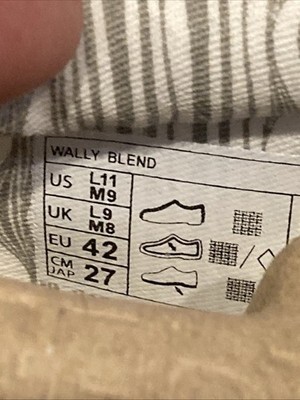 WALLY BLEND
US L11 M9
UK L9 M8
EU 42
CM JAP 27